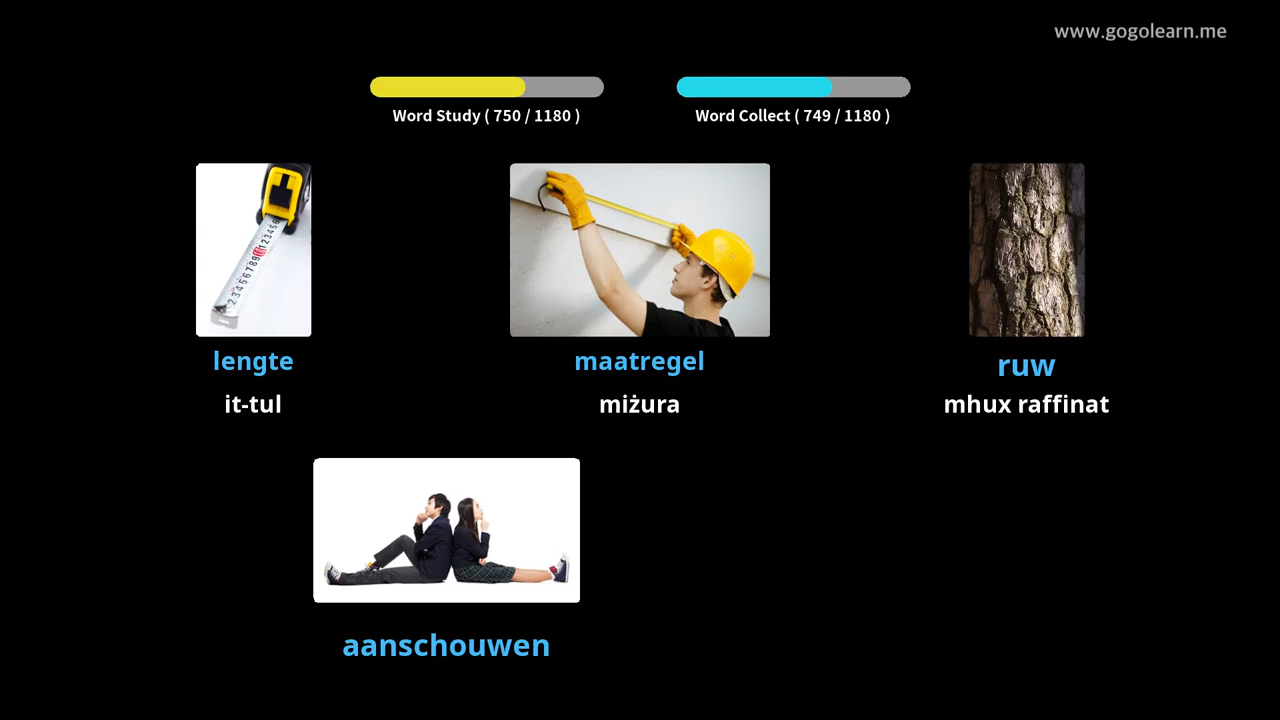 www.gogolearn.me
Word Study ( 750 / 1180 )
Word Collect ( 749 / 1180 )
lengte
maatregel
ruw
it-tul
miżura
mhux raffinat
aanschouwen